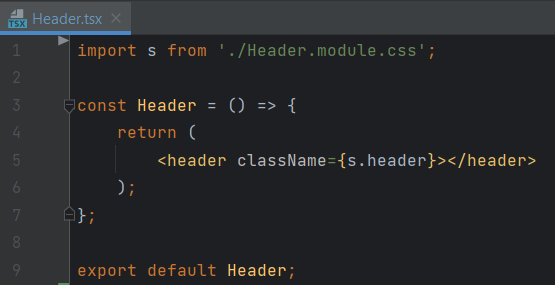 TSX Header.tsx ×
1 import s from './Header.module.css';
2
3 const Header = () => {
4     return (
5         <header className={s.header}></header>
6     );
7 };
8
9 export default Header;